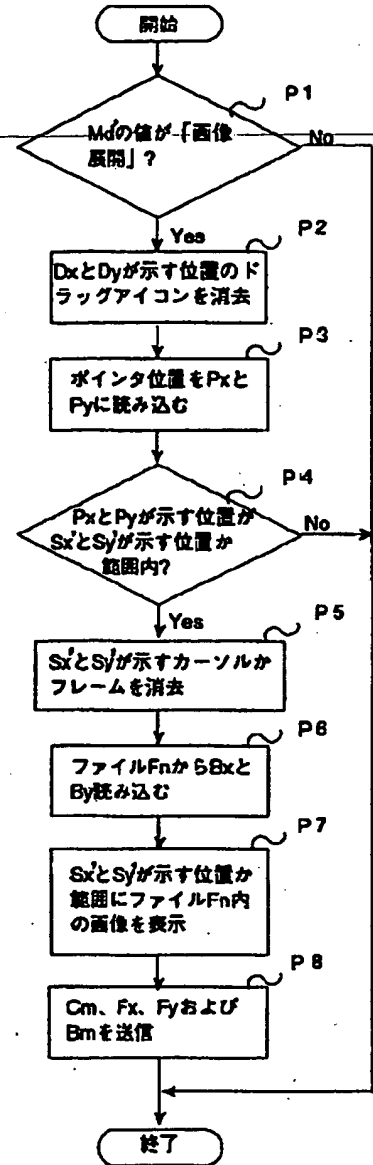 開始
P1
Md'の値が「画像
展開」?
No
Yes
P2
DxとDyが示す位置のド
ラッグアイコンを消去
P3
ポインタ位置をPxと
Pyに読み込む
P4
PxとPyが示す位置が
Sx'とSy'が示す位置か
範囲内?
No
Yes
P5
Sx'とSy'が示すカーソルか
フレームを消去
P6
ファイルFnからBxと
By読み込む
P7
Sx'とSy'が示す位置か
範囲にファイルFn内
の画像を表示
P8
Cm、Fx、Fyおよび
Bmを送信
終了